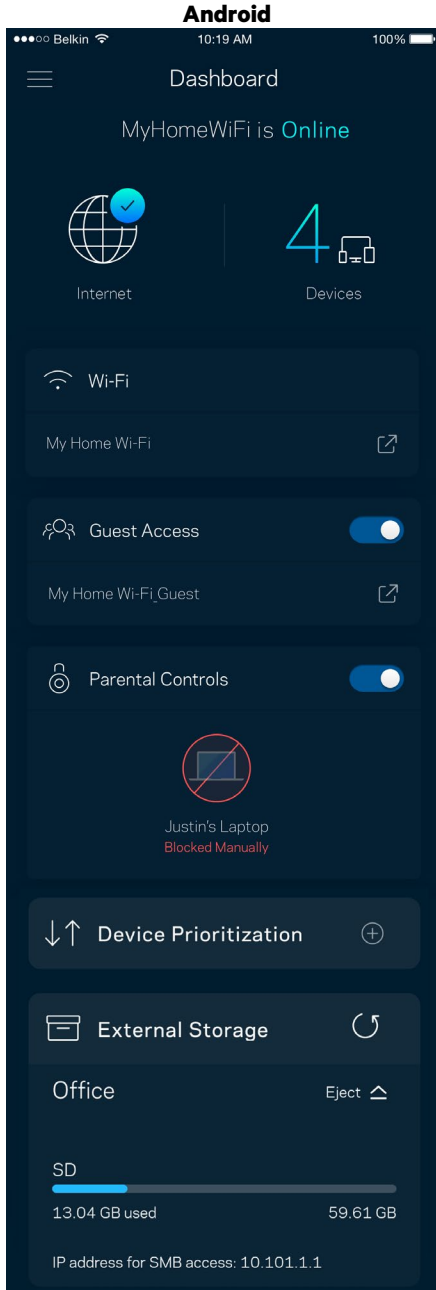 Android
Belkin 10:19 AM 100%
Dashboard
MyHomeWiFi is Online
4
Internet Devices
Wi-Fi
My Home Wi-Fi
Guest Access
My Home Wi-Fi_Guest
Parental Controls
Justin's Laptop
Blocked Manually
Device Prioritization
External Storage
Office Eject
SD
13.04 GB used 59.61 GB
IP address for SMB access: 10.101.1.1